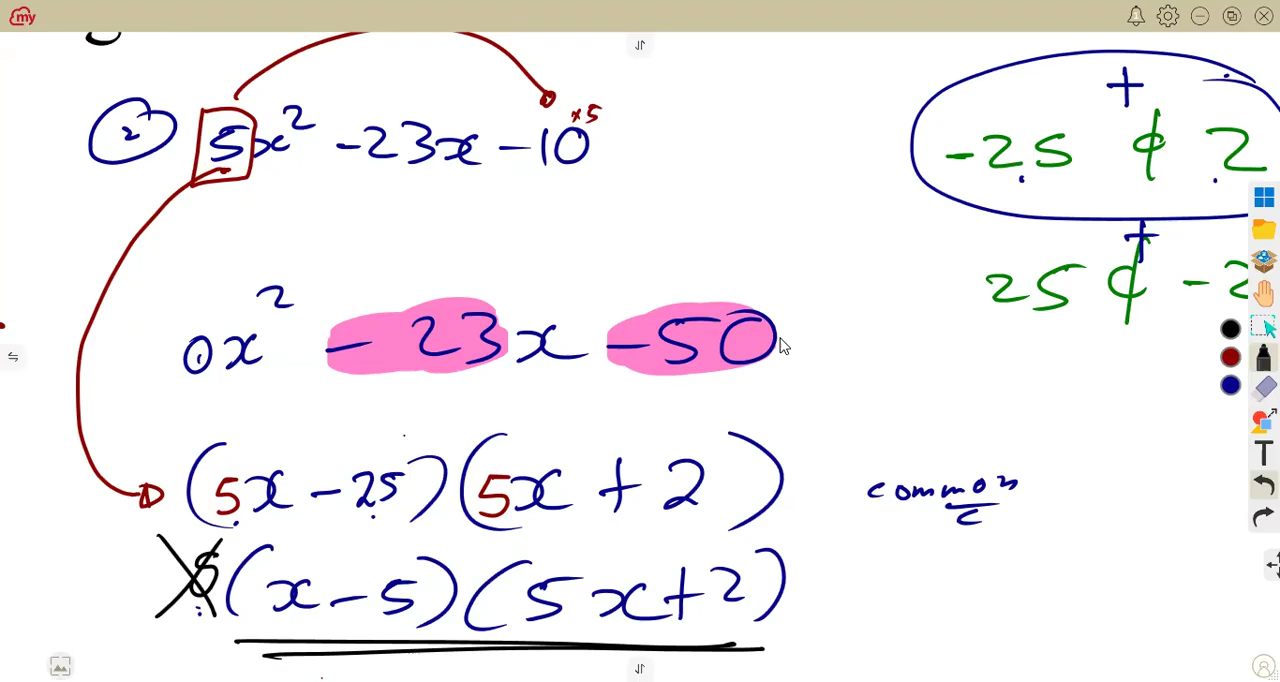 my
② 5x² - 23x - 10 ×5
+
-25 ¢ 2
+
25 ¢ -2
x² - 23x - 50
(5x - 25)(5x + 2)
common
c
5(x - 5)(5x + 2)
T